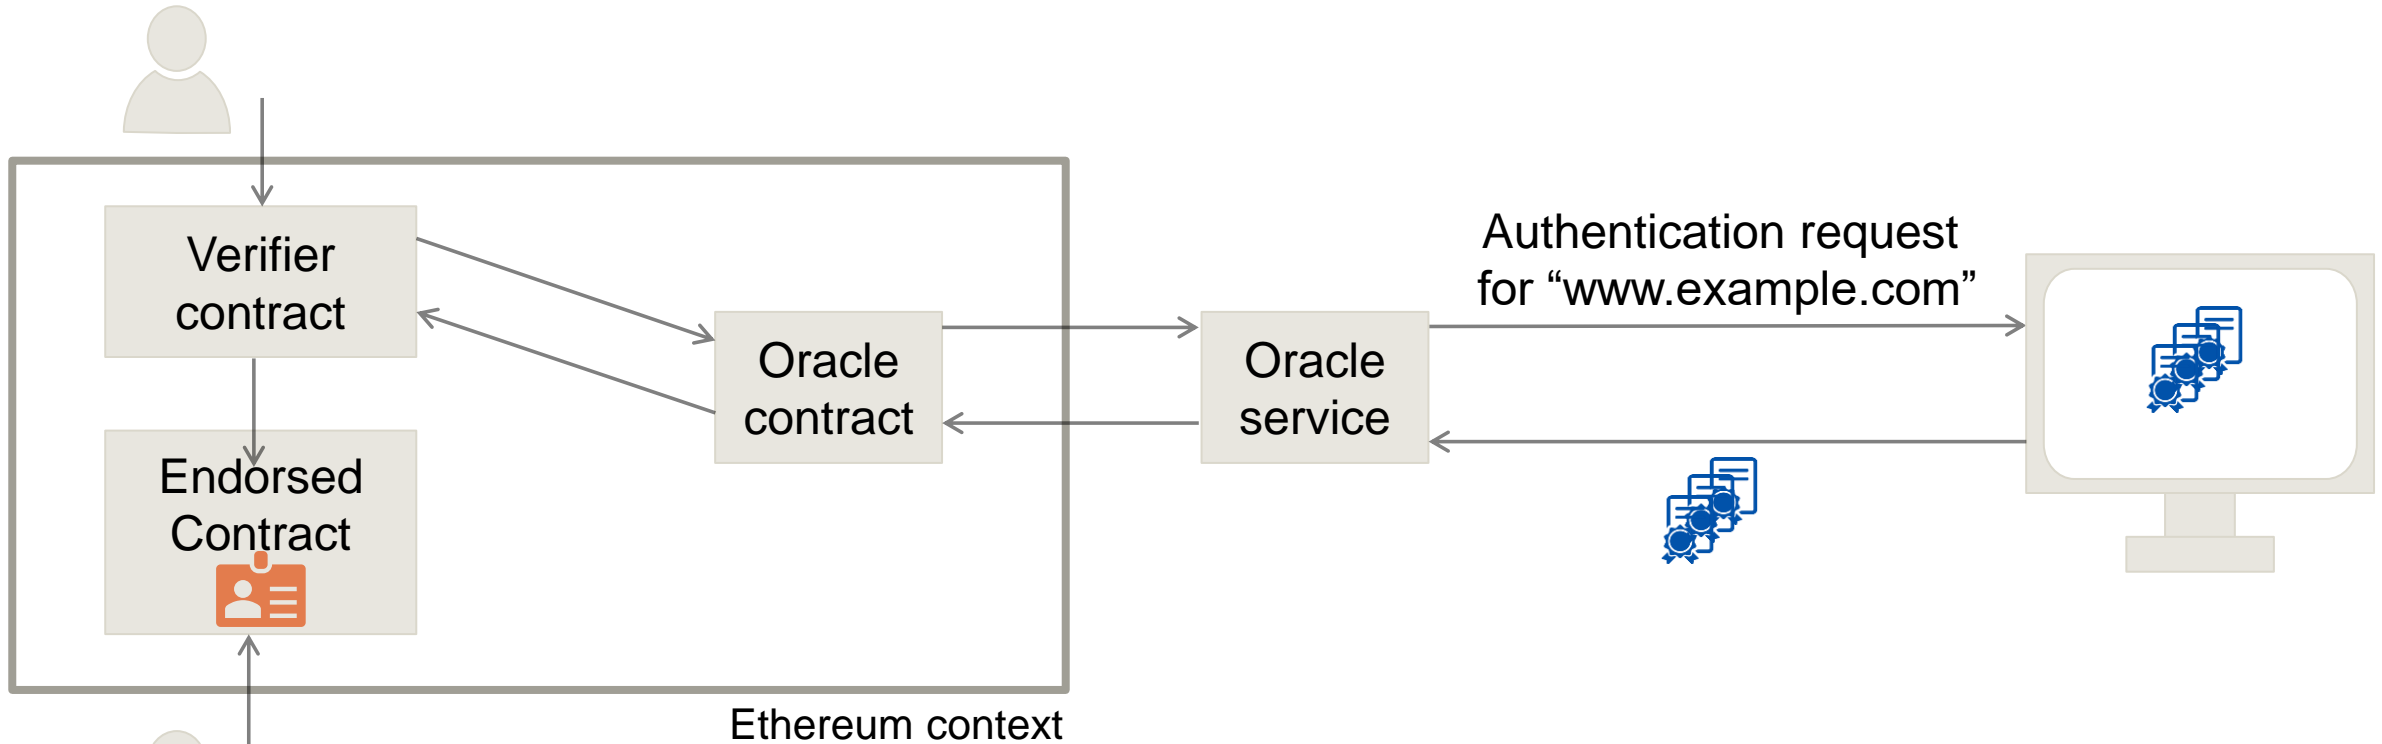 Verifier
contract
Endorsed
Contract
Oracle
contract
Oracle
service
Authentication request
for “www.example.com”
Ethereum context